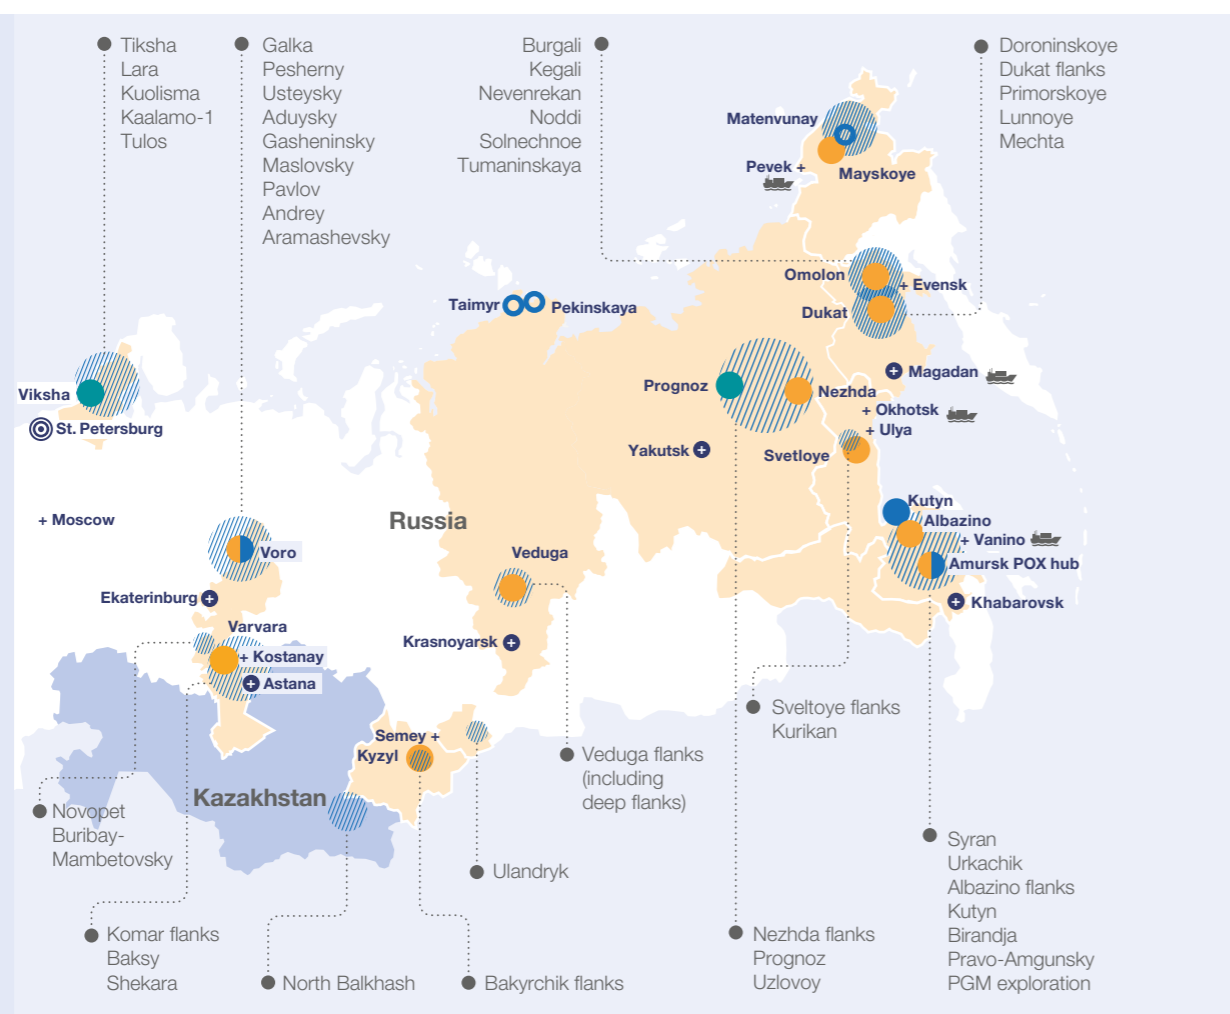 Tiksha
Lara
Kuolisma
Kaalamo-1
Tulos
Galka
Pesherny
Usteysky
Aduysky
Gasheninsky
Maslovsky
Pavlov
Andrey
Aramashevsky
Burgali
Kegali
Nevenrekan
Noddi
Solnechnoe
Tumaninskaya
Doroninskoye
Dukat flanks
Primorskoye
Lunnoye
Mechta
Matenvunay
Pevek +
Mayskoye
Omolon
+ Evensk
Taimyr
Pekinskaya
Dukat
Magadan
Viksha
Prognoz
Nezhda
+ Okhotsk
+ Ulya
St. Petersburg
Yakutsk
Svetloye
Kutyn
+ Moscow
Russia
Albazino
+ Vanino
Voro
Veduga
Amursk POX hub
Ekaterinburg
Khabarovsk
Varvara
Krasnoyarsk
+ Kostanay
Astana
Semey +
Kyzyl
Kazakhstan
Sveltoye flanks
Kurikan
Veduga flanks
(including
deep flanks)
Novopet
Buribay-
Mambetovsky
Ulandryk
Syran
Urkachik
Albazino flanks
Kutyn
Birandja
Pravo-Amgunsky
PGM exploration
Komar flanks
Baksy
Shekara
North Balkhash
Bakyrchik flanks
Nezhda flanks
Prognoz
Uzlovoy